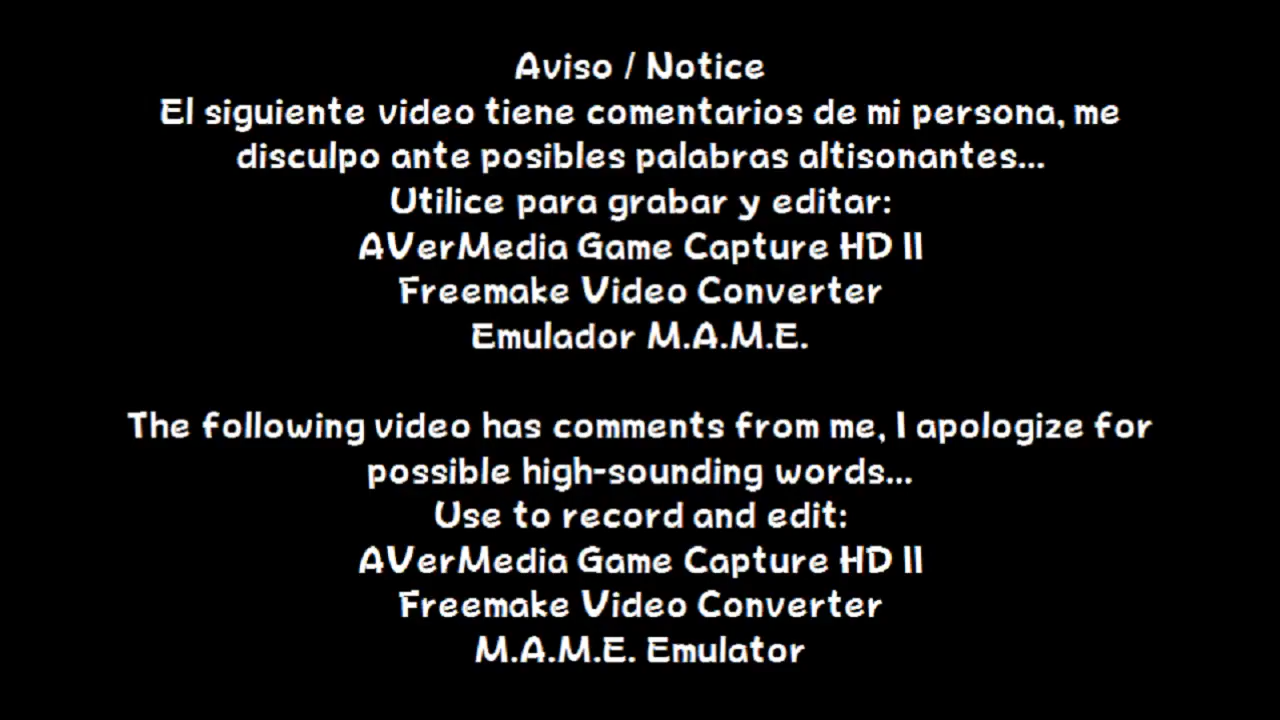 Aviso / Notice
El siguiente video tiene comentarios de mi persona, me
disculpo ante posibles palabras altisonantes...
Utilice para grabar y editar:
AVerMedia Game Capture HD II
Freemake Video Converter
Emulador M.A.M.E.
The following video has comments from me, I apologize for
possible high-sounding words...
Use to record and edit:
AVerMedia Game Capture HD II
Freemake Video Converter
M.A.M.E. Emulator